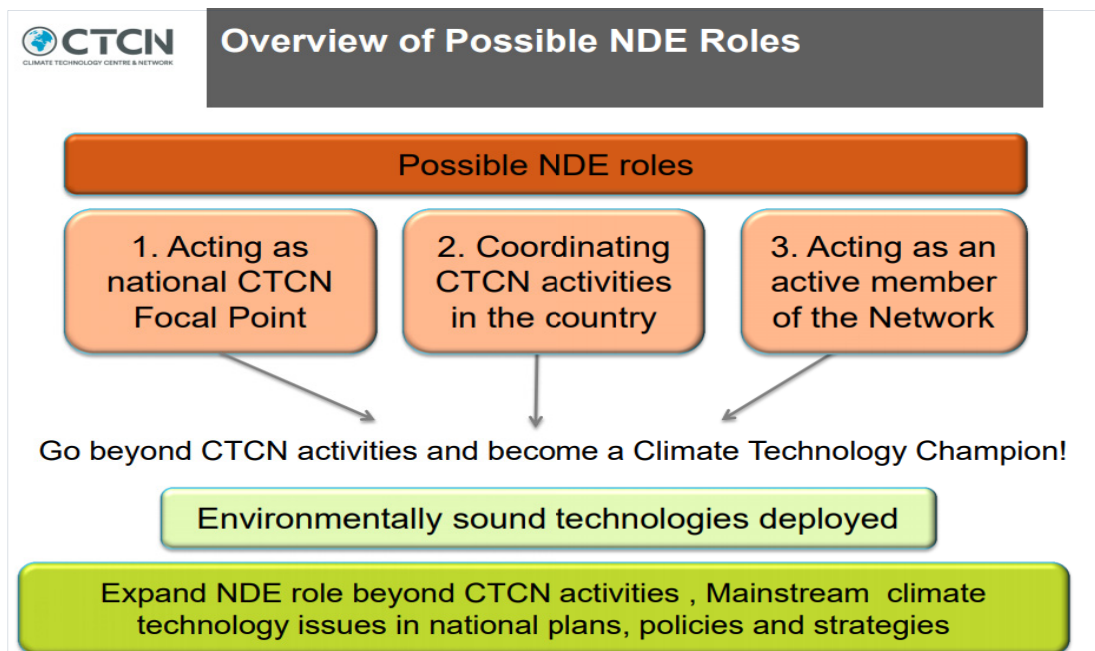 CTCN
CLIMATE TECHNOLOGY CENTRE & NETWORK
Overview of Possible NDE Roles
Possible NDE roles
1. Acting as
national CTCN
Focal Point
2. Coordinating
CTCN activities
in the country
3. Acting as an
active member
of the Network
Go beyond CTCN activities and become a Climate Technology Champion!
Environmentally sound technologies deployed
Expand NDE role beyond CTCN activities , Mainstream climate
technology issues in national plans, policies and strategies